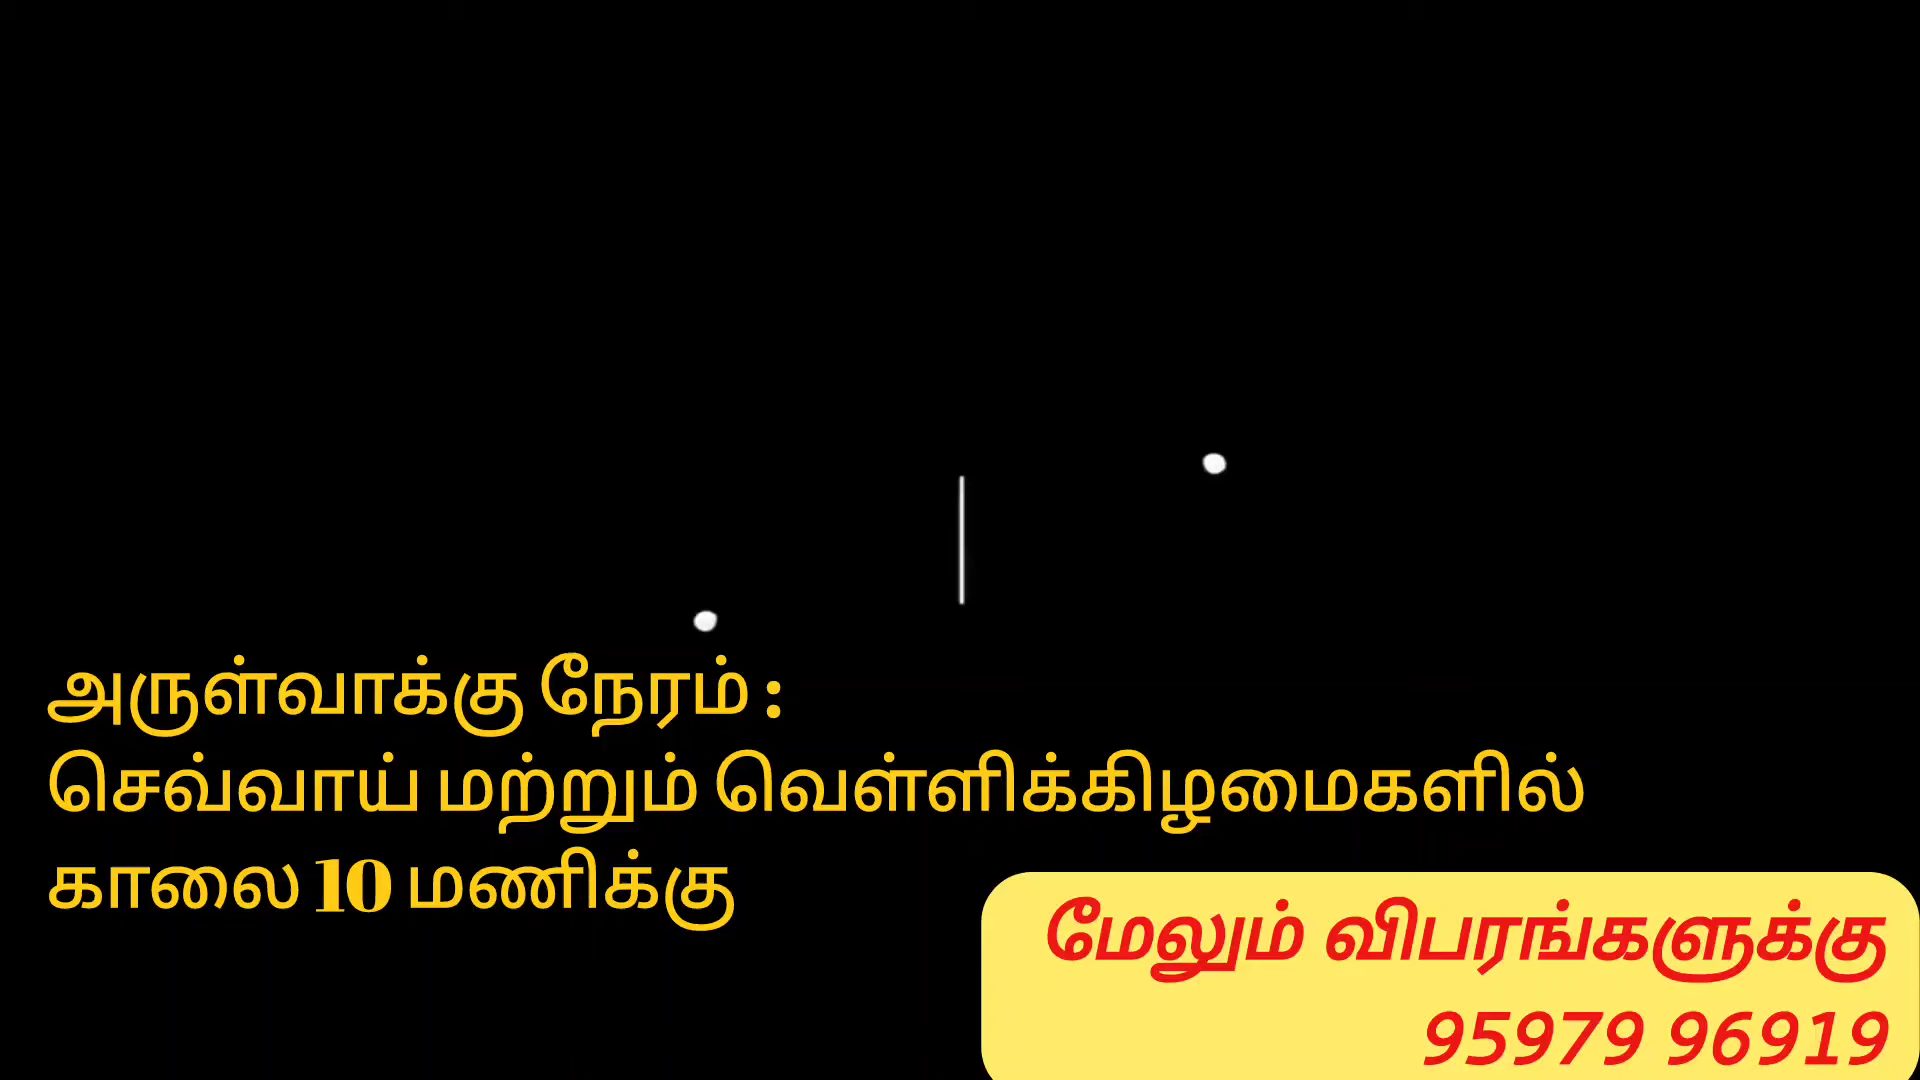 அருள்வாக்கு நேரம் :
செவ்வாய் மற்றும் வெள்ளிக்கிழமைகளில்
காலை 10 மணிக்கு
மேலும் விபரங்களுக்கு
95979 96919